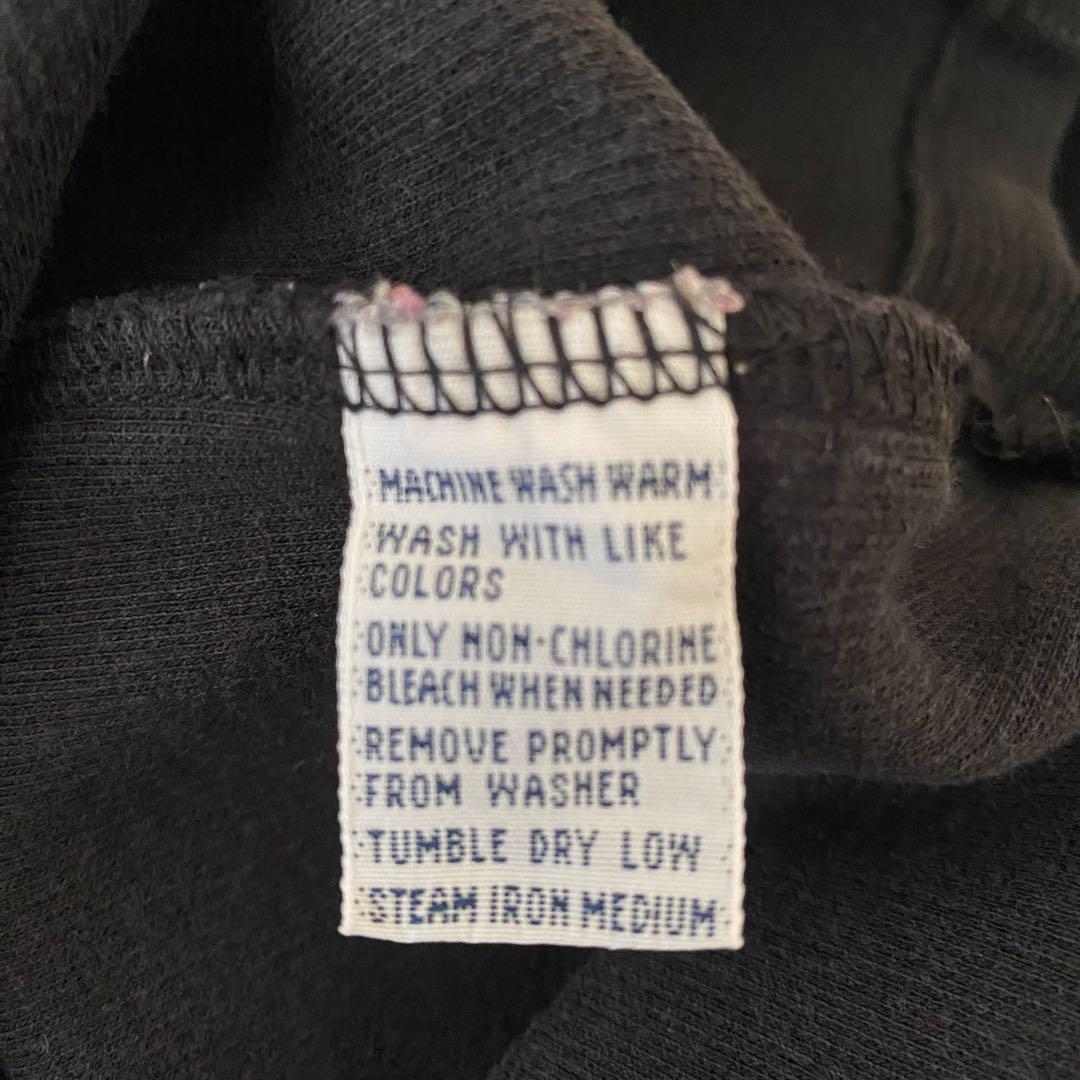 MACHINE WASH WARM
WASH WITH LIKE
COLORS
ONLY NON-CHLORINE
BLEACH WHEN NEEDED
REMOVE PROMPTLY
FROM WASHER
TUMBLE DRY LOW
STEAM IRON MEDIUM